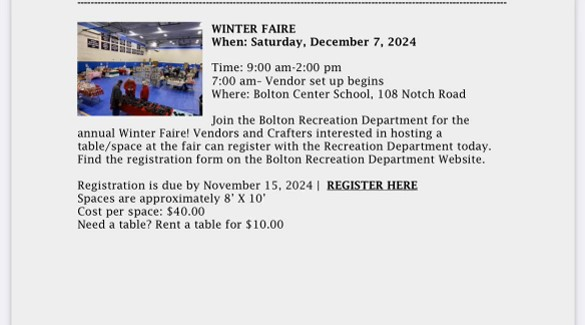 WINTER FAIRE
When: Saturday, December 7, 2024
Time: 9:00 am-2:00 pm
7:00 am- Vendor set up begins
Where: Bolton Center School, 108 Notch Road
Join the Bolton Recreation Department for the
annual Winter Faire! Vendors and Crafters interested in hosting a
table/space at the fair can register with the Recreation Department today.
Find the registration form on the Bolton Recreation Department Website.
Registration is due by November 15, 2024 | REGISTER HERE
Spaces are approximately 8' X 10'
Cost per space: $40.00
Need a table? Rent a table for $10.00